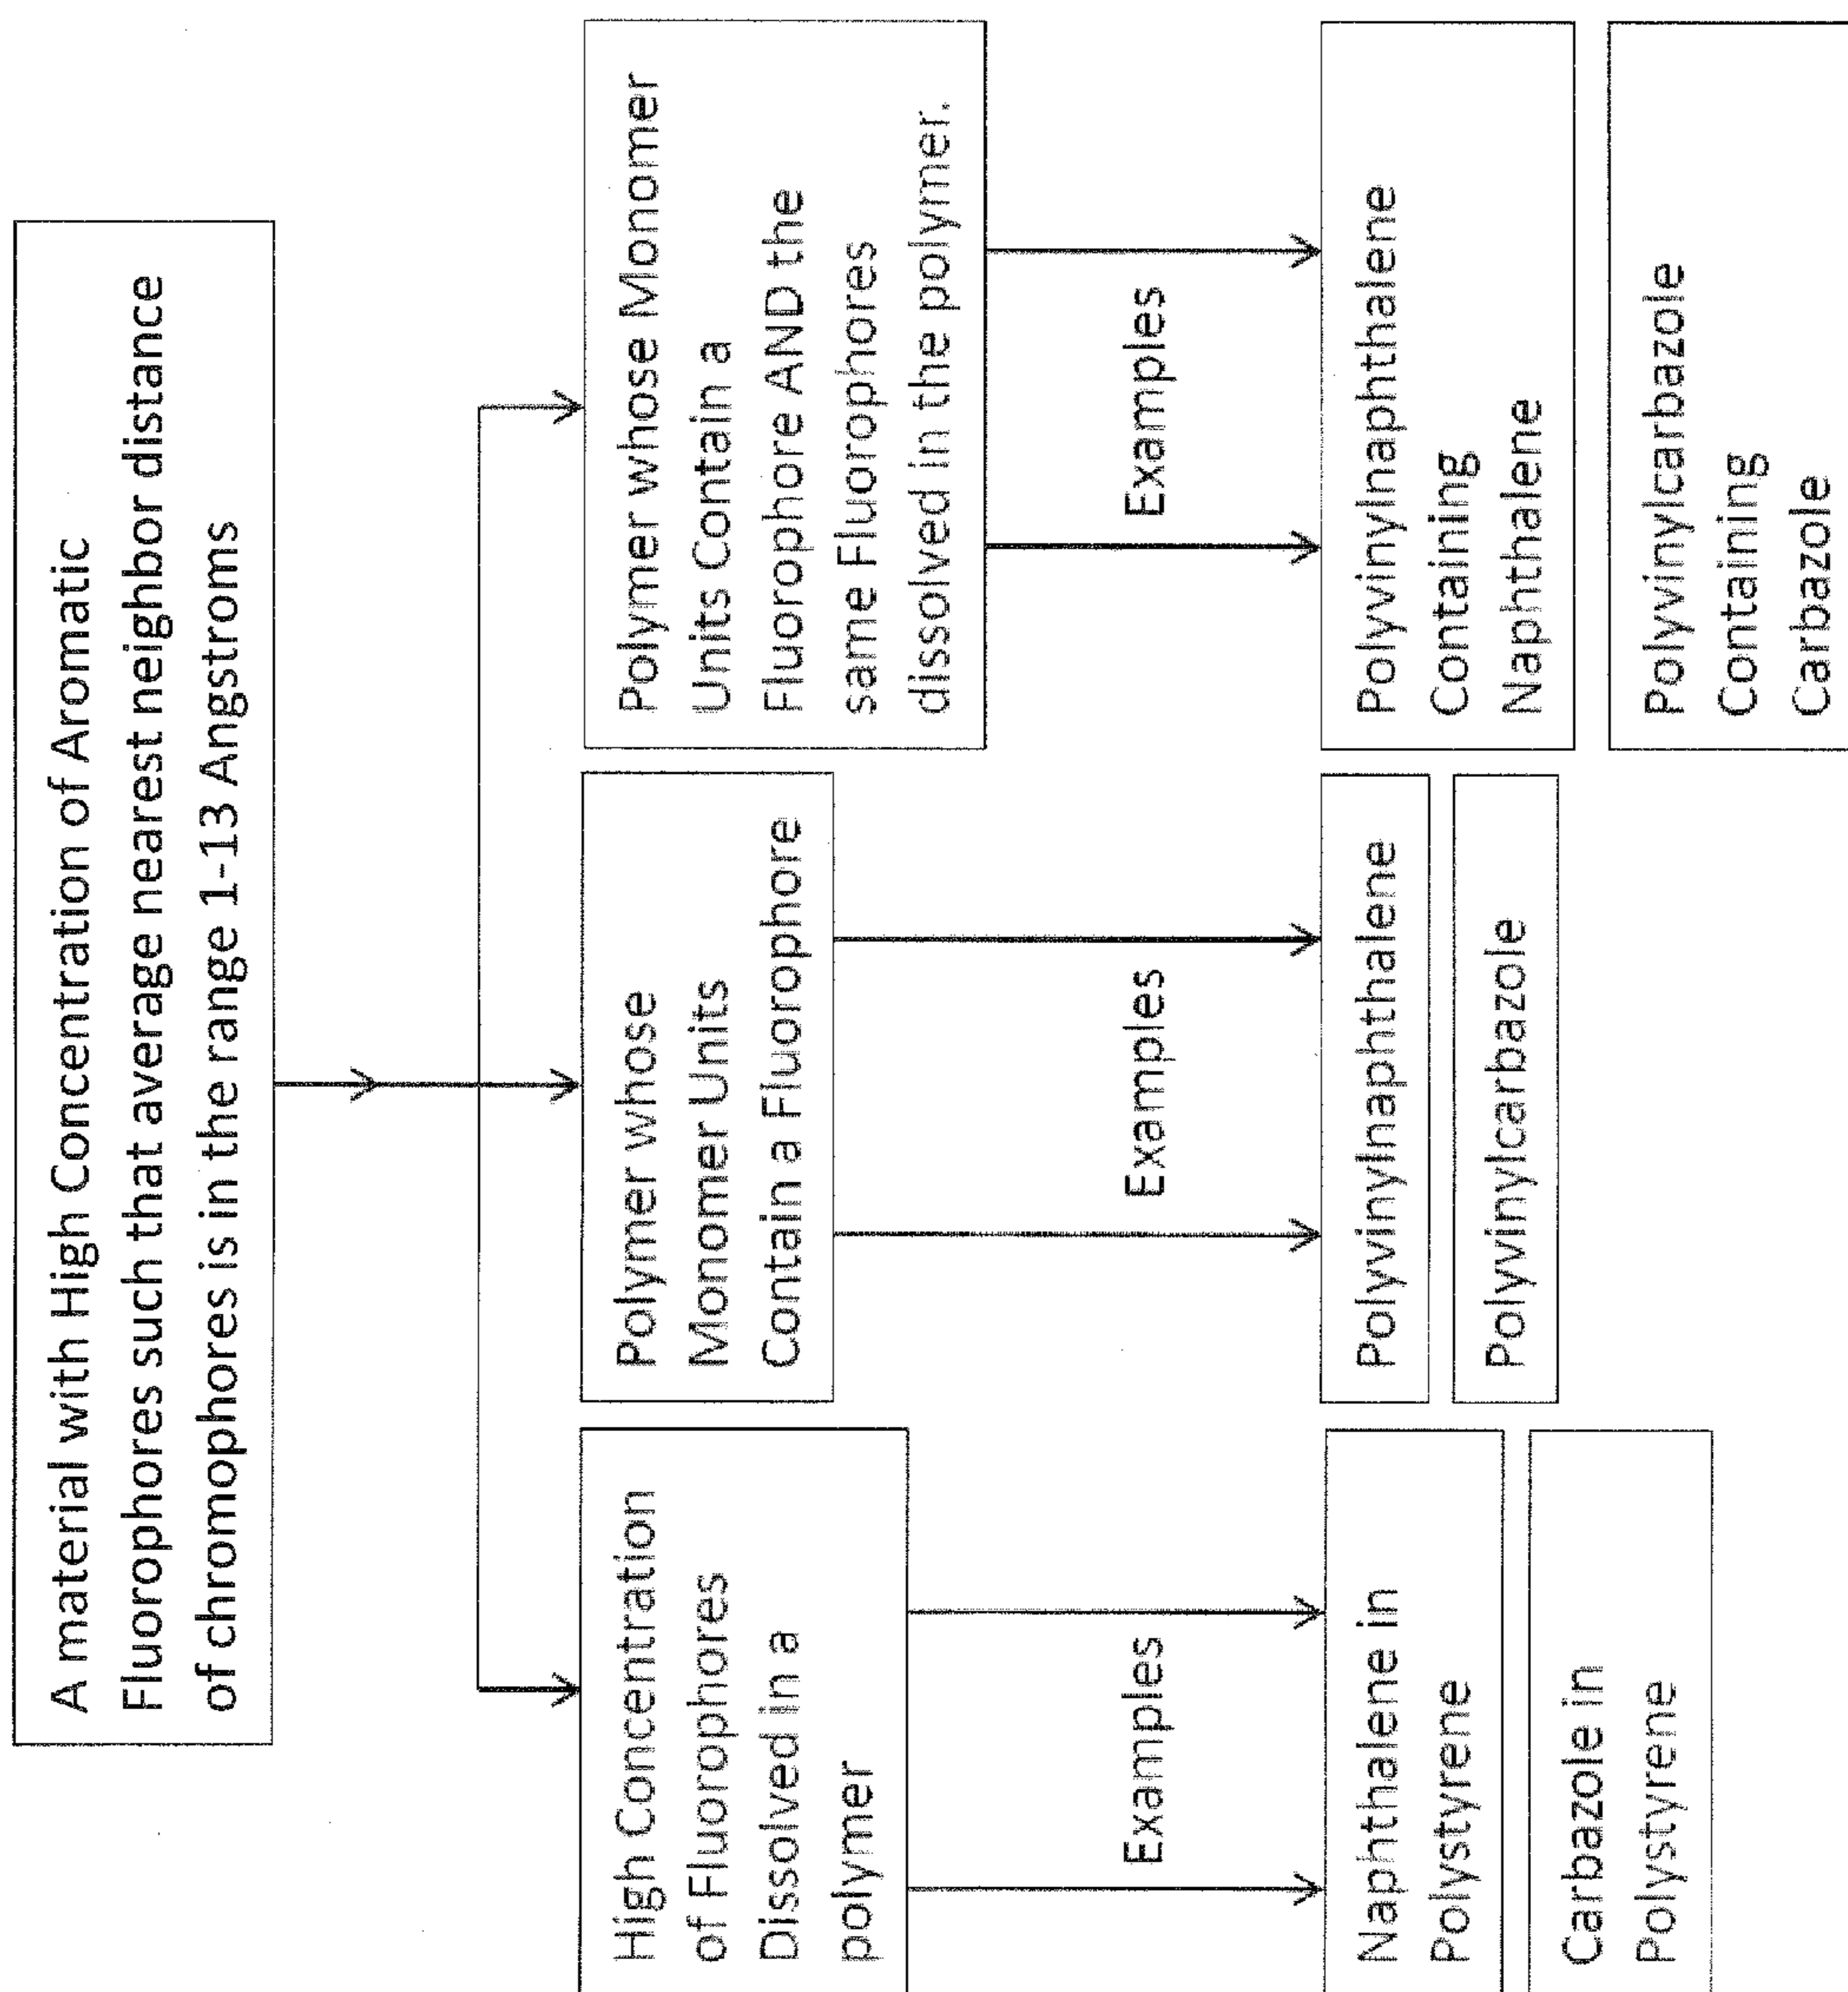 A material with High Concentration of Aromatic
Fluorophores such that average nearest neighbor distance
of chromophores is in the range 1-13 Angstroms
High Concentration
of Fluorophores
Dissolved in a
polymer
Examples
Naphthalene in
Polystyrene
Carbazole in
Polystyrene
Polymer whose
Monomer Units
Contain a Fluorophore
Examples
Polyvinylnaphthalene
Polyvinylcarbazole
Polymer whose Monomer
Units Contain a
Fluorophore AND the
same Fluorophores
dissolved in the polymer.
Examples
Polyvinylnaphthalene
Containing
Naphthalene
Polyvinylcarbazole
Containing
Carbazole